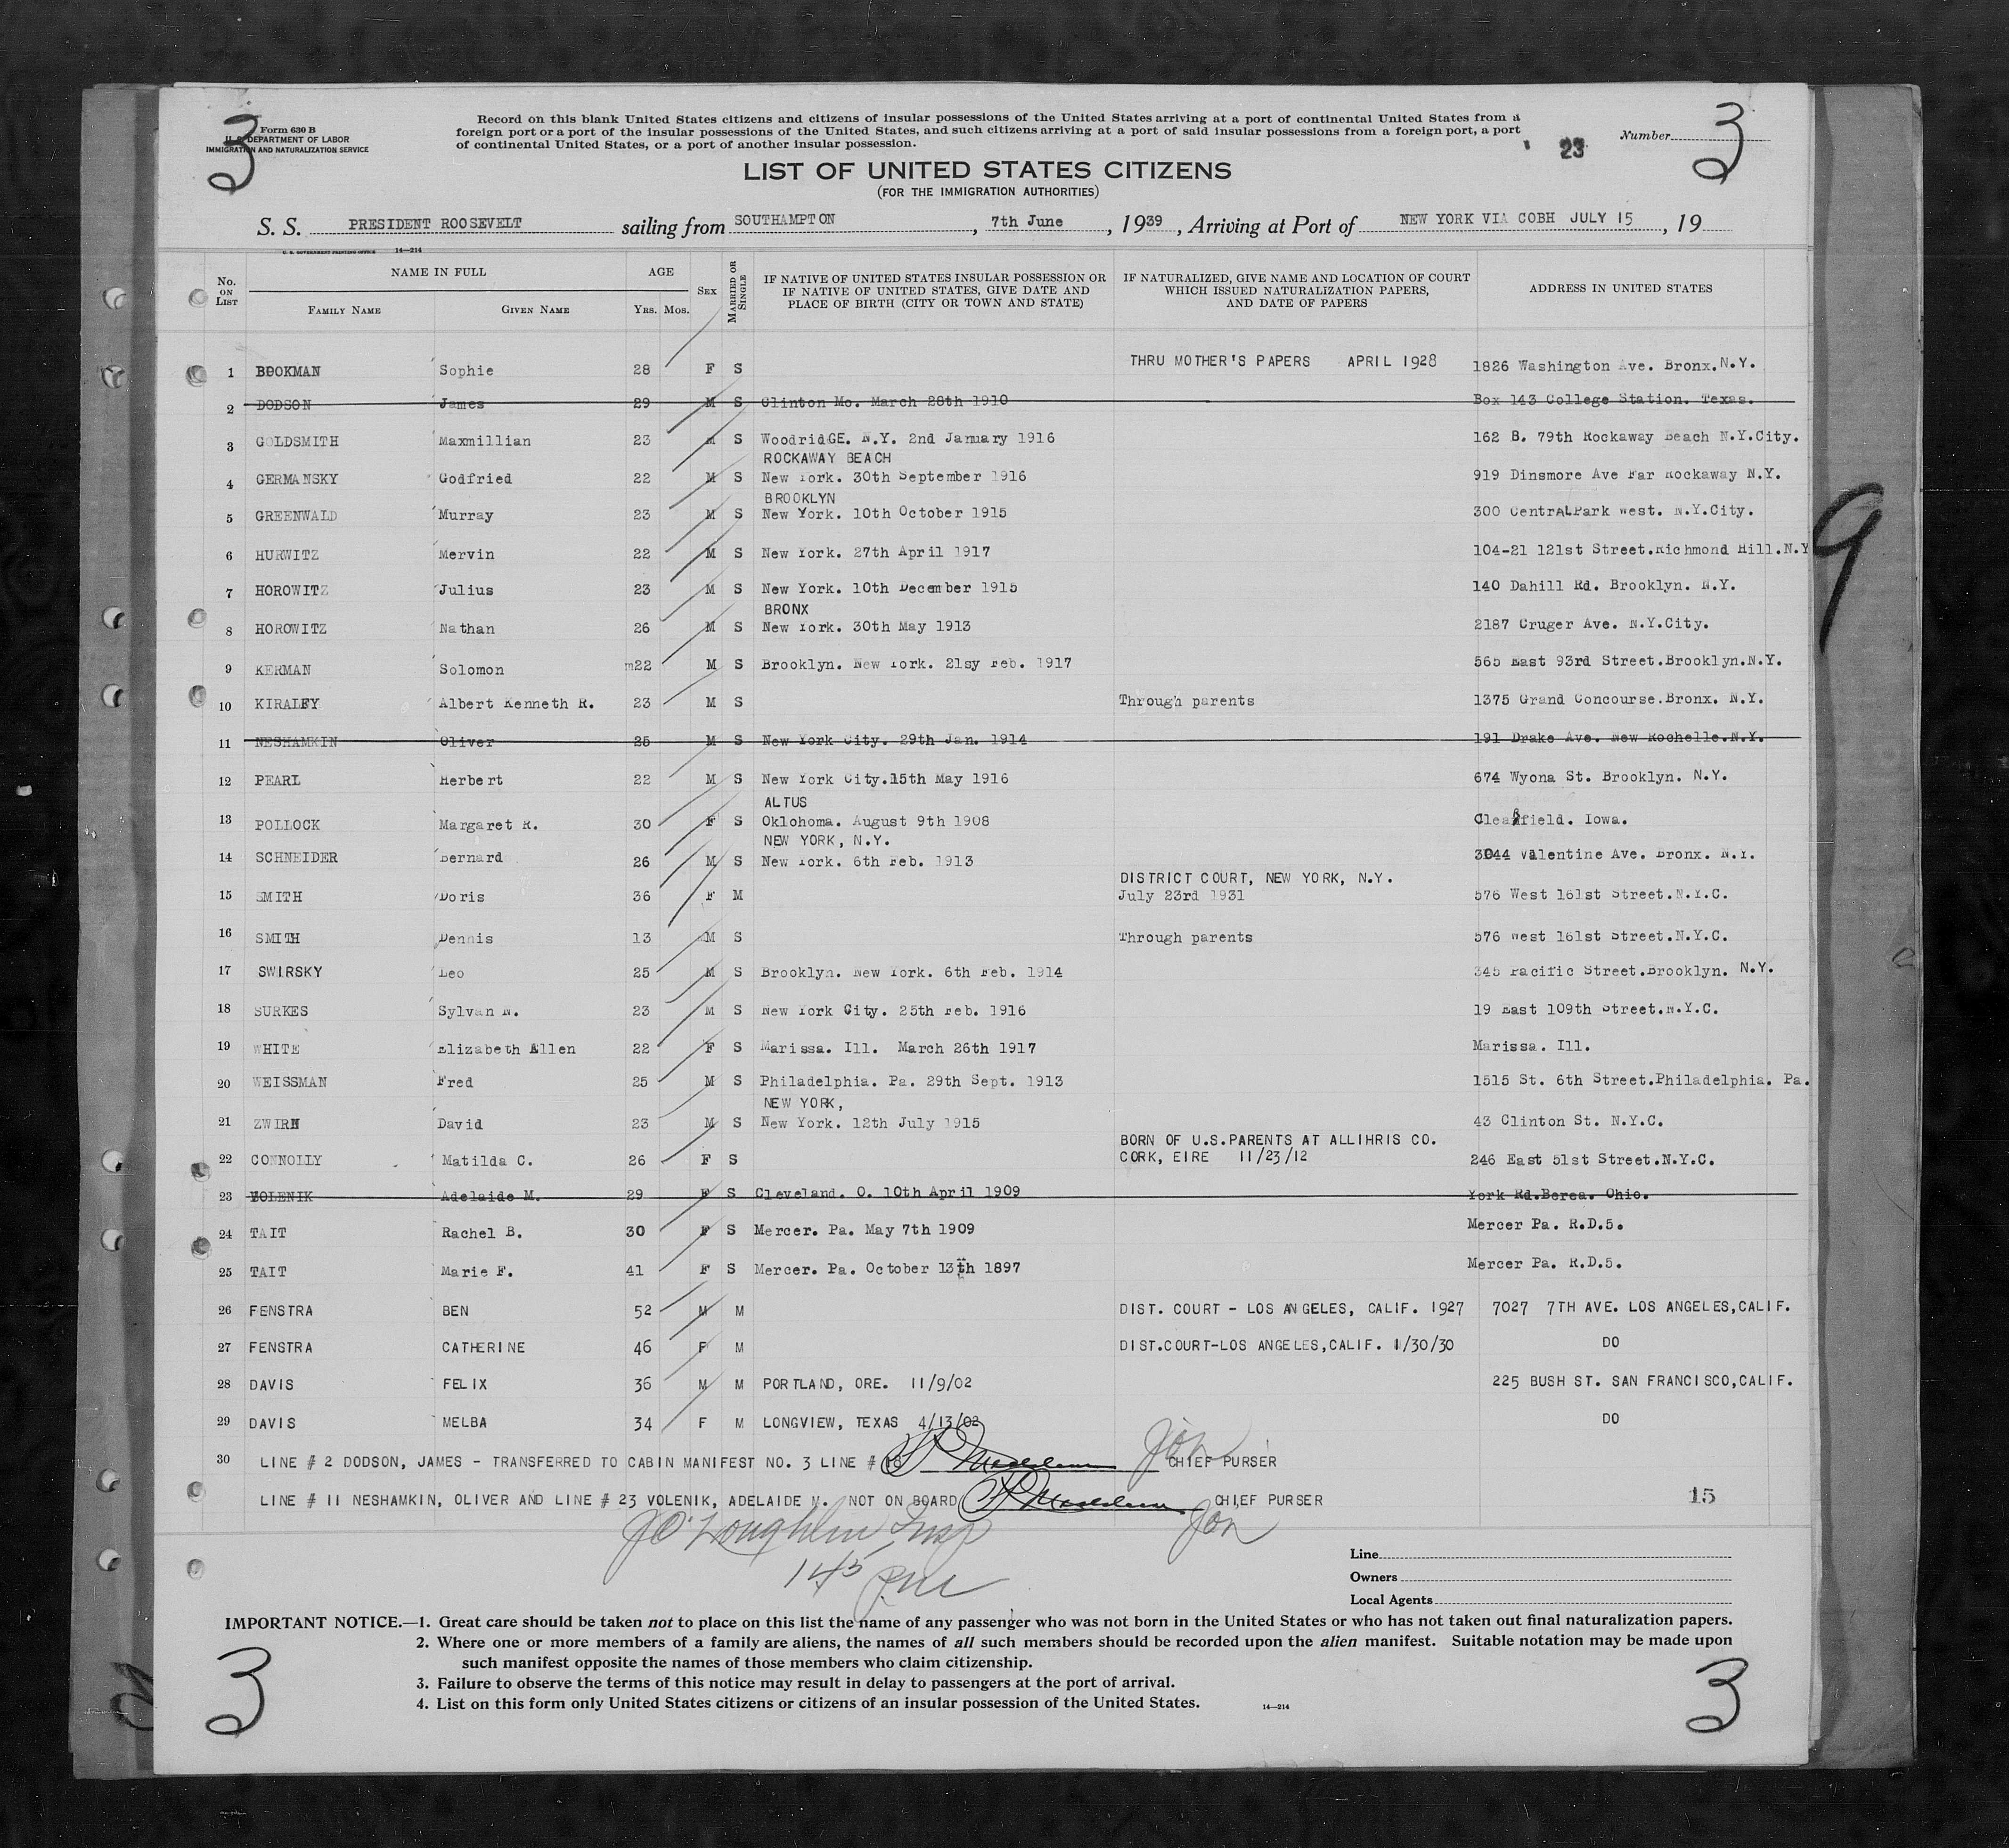 3
Form 630 B
U. S. DEPARTMENT OF LABOR
IMMIGRATION AND NATURALIZATION SERVICE
Record on this blank United States citizens and citizens of insular possessions of the United States arriving at a port of continental United States from a
foreign port or a port of the insular possessions of the United States, and such citizens arriving at a port of said insular possessions from a foreign port, a port
of continental United States, or a port of another insular possession.
23
Number 3
LIST OF UNITED STATES CITIZENS
(FOR THE IMMIGRATION AUTHORITIES)
S. S. PRESIDENT ROOSEVELT sailing from SOUTHAMPTON, 7th June, 1939, Arriving at Port of NEW YORK VIA COBH JULY 15, 19
U. S. GOVERNMENT PRINTING OFFICE 14—214
No. ON LIST NAME IN FULL AGE SEX MARRIED OR SINGLE IF NATIVE OF UNITED STATES INSULAR POSSESSION OR IF NATIVE OF UNITED STATES, GIVE DATE AND PLACE OF BIRTH (CITY OR TOWN AND STATE) IF NATURALIZED, GIVE NAME AND LOCATION OF COURT WHICH ISSUED NATURALIZATION PAPERS, AND DATE OF PAPERS ADDRESS IN UNITED STATES
FAMILY NAME GIVEN NAME YRS. MOS.
1 BOOKMAN Sophie 28 F S THRU MOTHER'S PAPERS APRIL 1928 1826 Washington Ave. Bronx. N.Y.
2 DODSON James 29 M S Clinton Mo. March 28th 1910 Box 143 College Station. Texas.
3 GOLDSMITH Maxmillian 23 M S WoodridGE. N.Y. 2nd January 1916 162 B. 79th Rockaway Beach N.Y.City.
ROCKAWAY BEACH
4 GERMANSKY Godfried 22 M S New York. 30th September 1916 919 Dinsmore Ave Far Rockaway N.Y.
BROOKLYN
5 GREENWALD Murray 23 M S New York. 10th October 1915 300 CentrALPark West. N.Y.City.
6 HURWITZ Mervin 22 M S New York. 27th April 1917 104-21 121st Street.Richmond Hill.N.Y
7 HOROWITZ Julius 23 M S New York. 10th December 1915 140 Dahill Rd. Brooklyn. N.Y.
BRONX
8 HOROWITZ Nathan 26 M S New York. 30th May 1913 2187 Cruger Ave. N.Y.City.
9 KERMAN Solomon m22 M S Brooklyn. New York. 21sy Feb. 1917 565 East 93rd Street.Brooklyn.N.Y.
10 KIRALFY Albert Kenneth R. 23 M S Through parents 1375 Grand Concourse.Bronx. N.Y.
11 NESHAMKIN Oliver 25 M S New York City. 29th Jan. 1914 191 Drake Ave. New Rochelle.N.Y.
12 PEARL Herbert 22 M S New York City.15th May 1916 674 Wyona St. Brooklyn. N.Y.
ALTUS
13 POLLOCK Margaret R. 30 F S Oklohoma. August 9th 1908 Clearfield. Iowa.
NEW YORK, N.Y.
14 SCHNEIDER Bernard 26 M S New York. 6th Feb. 1913 3044 Valentine Ave. Bronx. N.Y.
DISTRICT COURT, NEW YORK, N.Y.
15 SMITH Doris 36 F M July 23rd 1931 576 West 161st Street.N.Y.C.
16 SMITH Dennis 13 M S Through parents 576 West 161st Street.N.Y.C.
17 SWIRSKY Leo 25 M S Brooklyn. New York. 6th Feb. 1914 345 Pacific Street.Brooklyn. N.Y.
18 SURKES Sylvan N. 23 M S New York City. 25th Feb. 1916 19 East 109th Street.N.Y.C.
19 WHITE Elizabeth Allen 22 F S Marissa. Ill. March 26th 1917 Marissa. Ill.
20 WEISSMAN Fred 25 M S Philadelphia. Pa. 29th Sept. 1913 1515 St. 6th Street.Philadelphia. Pa.
NEW YORK,
21 ZWIRN David 23 M S New York. 12th July 1915 43 Clinton St. N.Y.C.
BORN OF U.S.PARENTS AT ALLIHRIS CO.
22 CONNOLLY Matilda C. 26 F S CORK, EIRE 11/23/12 246 East 51st Street.N.Y.C.
23 VOLENIK Adelaide M. 29 F S Cleveland. O. 10th April 1909 York Rd.Berea. Ohio.
24 TAIT Rachel B. 30 F S Mercer. Pa. May 7th 1909 Mercer Pa. R.D.5.
25 TAIT Marie F. 41 F S Mercer. Pa. October 13th 1897 Mercer Pa. R.D.5.
26 FENSTRA BEN 52 M M DIST. COURT - LOS ANGELES, CALIF. 1927 7027 7TH AVE. LOS ANGELES,CALIF.
27 FENSTRA CATHERINE 46 F M DIST.COURT-LOS ANGELES,CALIF. 1/30/30 DO
28 DAVIS FELIX 36 M M PORTLAND, ORE. 11/9/02 225 BUSH ST. SAN FRANCISCO,CALIF.
29 DAVIS MELBA 34 F M LONGVIEW, TEXAS 4/13/02 DO
30 LINE # 2 DODSON, JAMES - TRANSFERRED TO CABIN MANIFEST NO. 3 LINE # CHIEF PURSER
LINE # 11 NESHAMKIN, OLIVER AND LINE # 23 VOLENIK, ADELAIDE M. NOT ON BOARD CHIEF PURSER
15
J O'Loughlin Insp
145 PM
9
Line
Owners
Local Agents
IMPORTANT NOTICE.—1. Great care should be taken not to place on this list the name of any passenger who was not born in the United States or who has not taken out final naturalization papers.
2. Where one or more members of a family are aliens, the names of all such members should be recorded upon the alien manifest. Suitable notation may be made upon
such manifest opposite the names of those members who claim citizenship.
3. Failure to observe the terms of this notice may result in delay to passengers at the port of arrival.
4. List on this form only United States citizens or citizens of an insular possession of the United States.
14—214
3
3